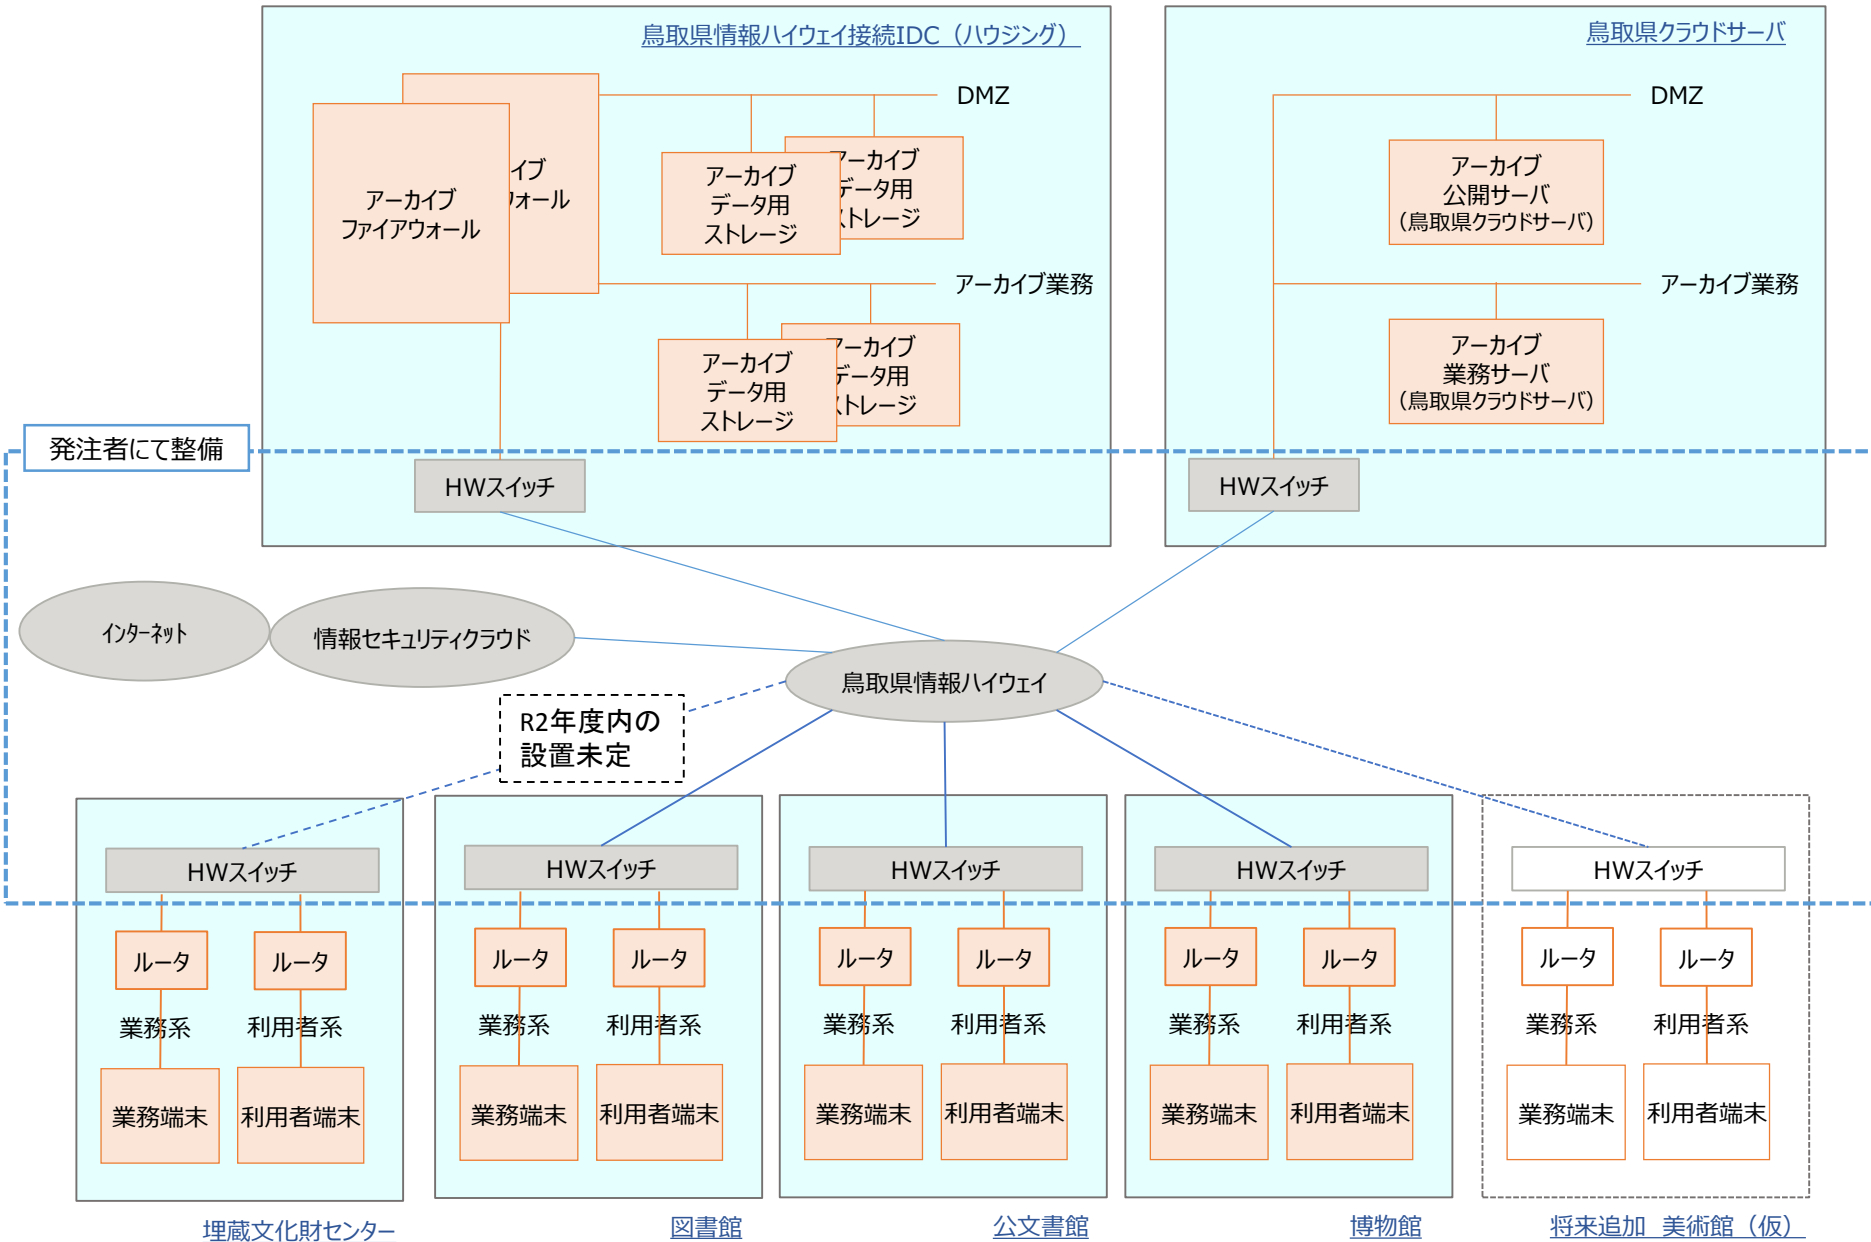 鳥取県情報ハイウェイ接続IDC（ハウジング）
鳥取県クラウドサーバ
DMZ
アーカイブ
ファイアウォール
イブ
ウォール
アーカイブ
データ用
ストレージ
アーカイブ
データ用
ストレージ
アーカイブ業務
アーカイブ
データ用
ストレージ
アーカイブ
データ用
ストレージ
HWスイッチ
DMZ
アーカイブ
公開サーバ
（鳥取県クラウドサーバ）
アーカイブ業務
アーカイブ
業務サーバ
（鳥取県クラウドサーバ）
HWスイッチ
発注者にて整備
インターネット
情報セキュリティクラウド
鳥取県情報ハイウェイ
R2年度内の
設置未定
HWスイッチ
ルータ
ルータ
業務系
利用者系
業務端末
利用者端末
埋蔵文化財センター
HWスイッチ
ルータ
ルータ
業務系
利用者系
業務端末
利用者端末
図書館
HWスイッチ
ルータ
ルータ
業務系
利用者系
業務端末
利用者端末
公文書館
HWスイッチ
ルータ
ルータ
業務系
利用者系
業務端末
利用者端末
博物館
HWスイッチ
ルータ
ルータ
業務系
利用者系
業務端末
利用者端末
将来追加　美術館（仮）